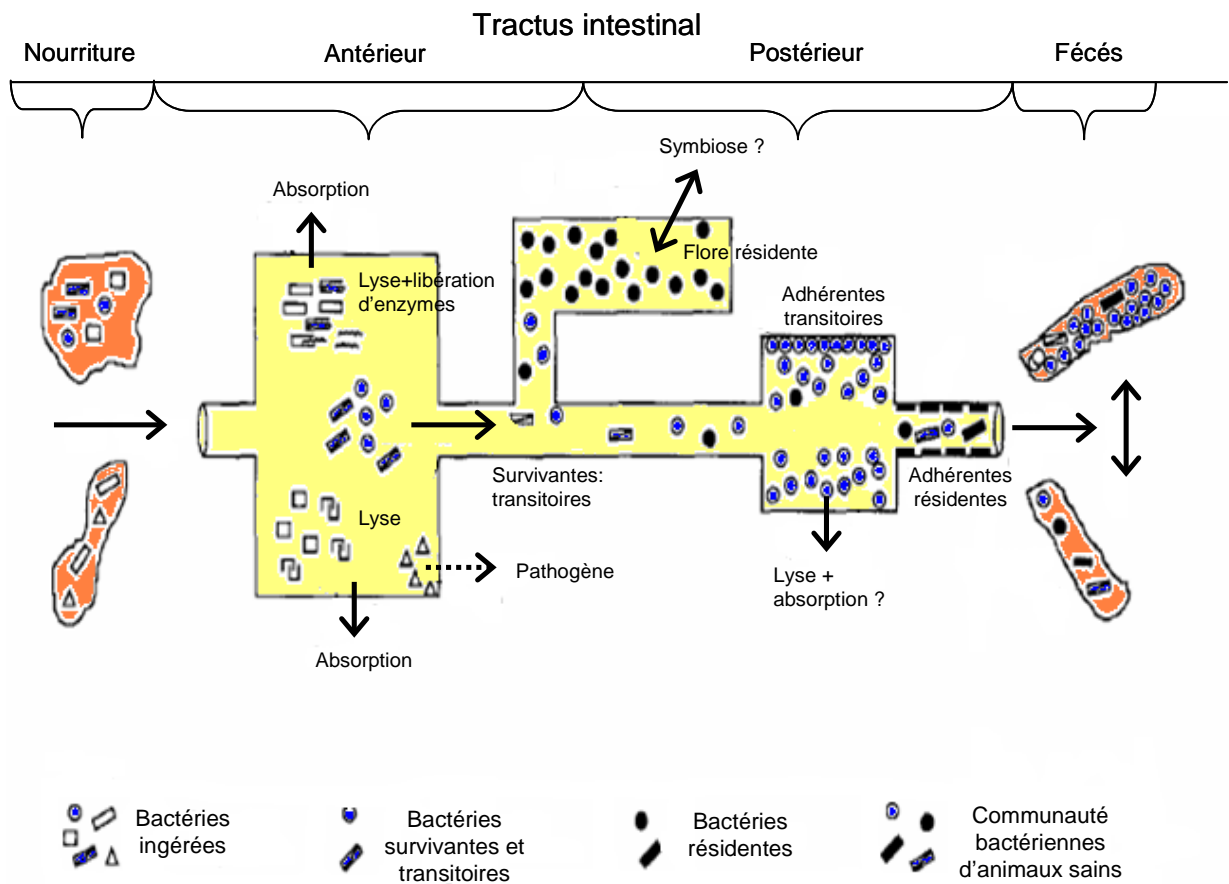 Tractus intestinal
Nourriture
Antérieur
Postérieur
Fécés
Symbiose ?
Absorption
Lyse+libération
d'enzymes
Flore résidente
Adhérentes
transitoires
Survivantes:
transitoires
Adhérentes
résidentes
Lyse
Pathogène
Lyse +
absorption ?
Absorption
Bactéries
ingérées
Bactéries
survivantes et
transitoires
Bactéries
résidentes
Communauté
bactériennes
d'animaux sains